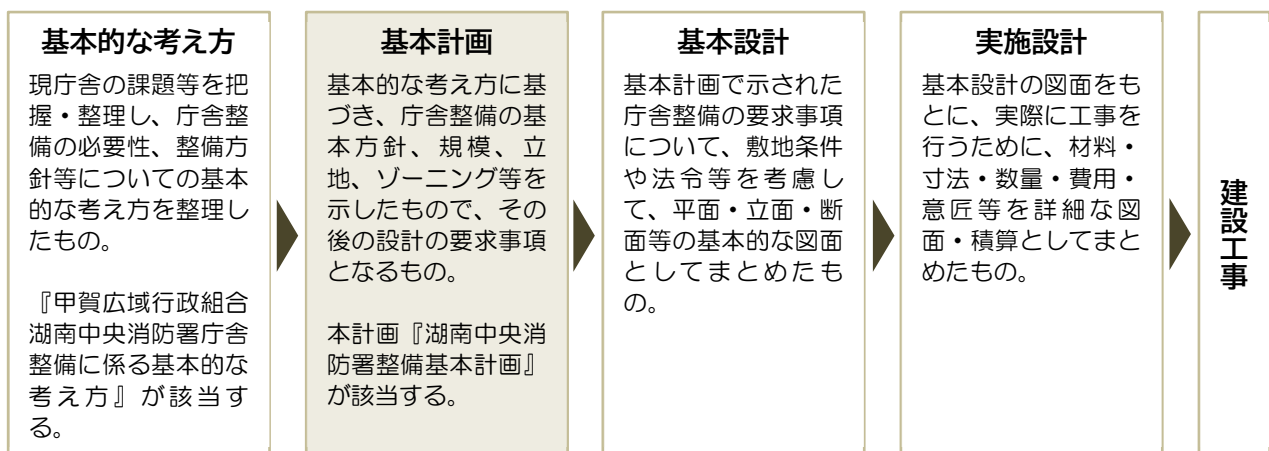 基本的な考え方
現庁舎の課題等を把
握・整理し、庁舎整
備の必要性、整備方
針等についての基本
的な考え方を整理し
たもの。
『甲賀広域行政組合
湖南中央消防署庁舎
整備に係る基本的な
考え方』が該当す
る。
基本計画
基本的な考え方に基
づき、庁舎整備の基
本方針、規模、立
地、ゾーニング等を
示したもので、その
後の設計の要求事項
となるもの。
本計画『湖南中央消
防署整備基本計画』
が該当する。
基本設計
基本計画で示された
庁舎整備の要求事項
について、敷地条件
や法令等を考慮し
て、平面・立面・断
面等の基本的な図面
としてまとめたも
の。
実施設計
基本設計の図面をも
とに、実際に工事を
行うために、材料・
寸法・数量・費用・
意匠等を詳細な図
面・積算としてまと
めたもの。
建設工事